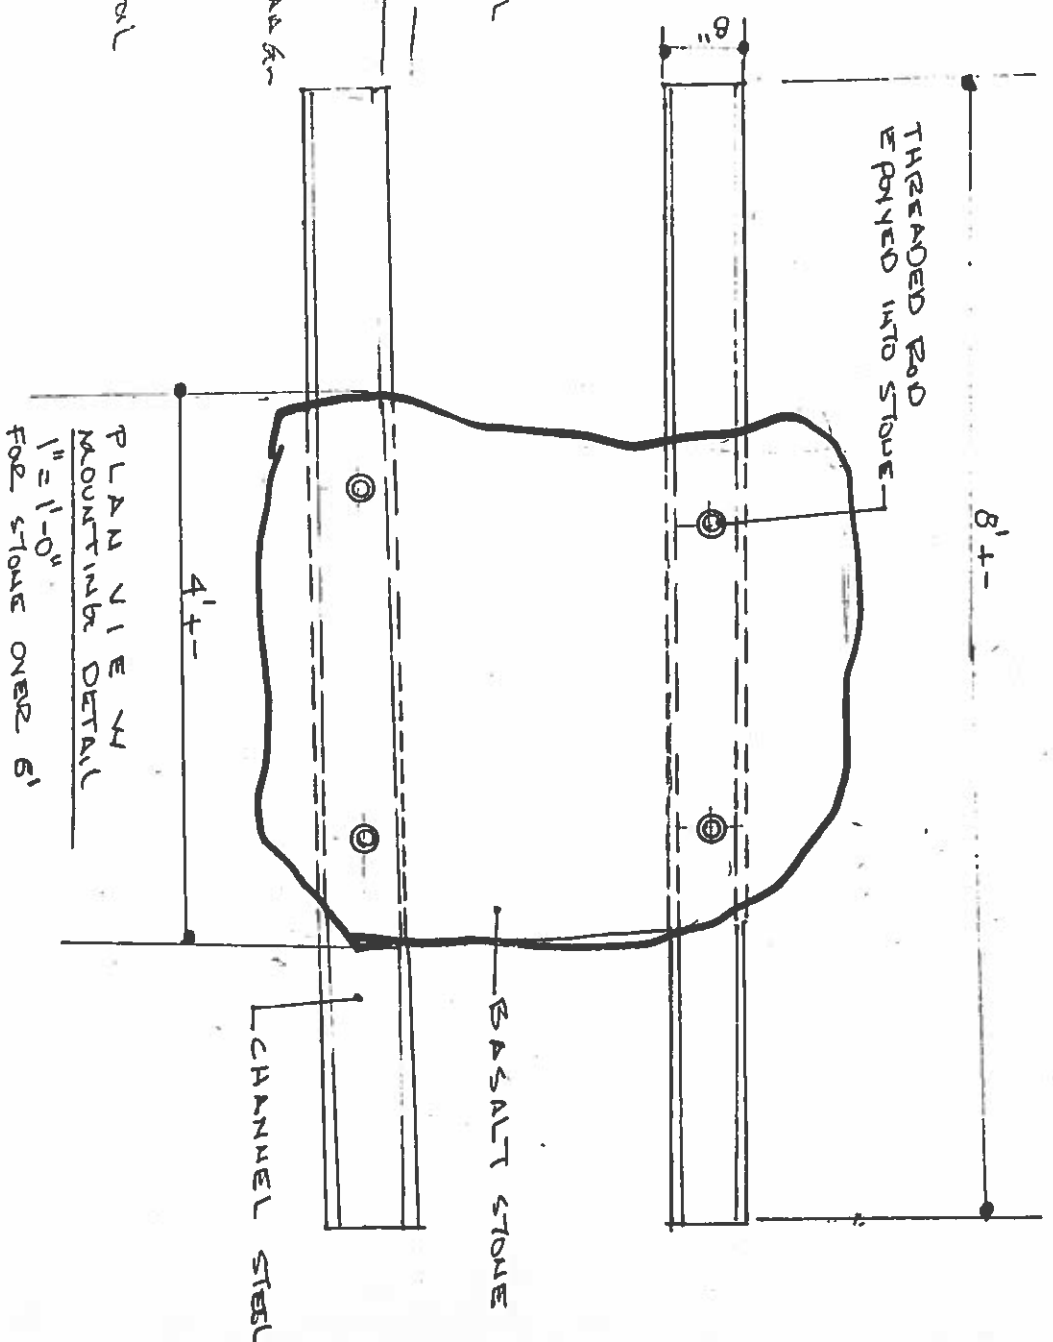 8"
8' +-
THREADED ROD
EPOXYED INTO STONE
BASALT STONE
CHANNEL STEEL
4' +-
PLAN VIEW
MOUNTING DETAIL
1" = 1'-0"
FOR STONE OVER 6'